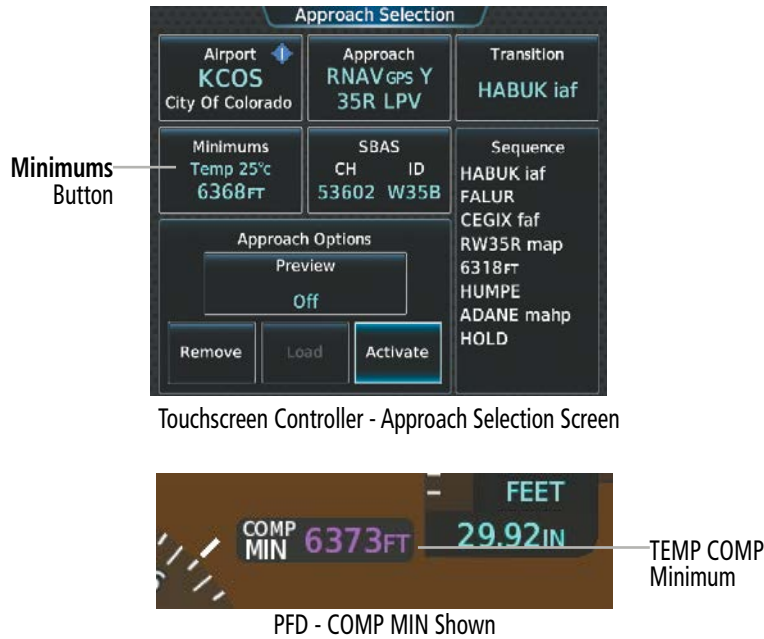 Approach Selection
Airport
KCOS
City Of Colorado
Approach
RNAV GPS Y
35R LPV
Transition
HABUK iaf
Minimums
Button
Minimums
Temp 25°C
6368FT
SBAS
CH ID
53602 W35B
Sequence
HABUK iaf
FALUR
CEGIX faf
RW35R map
6318FT
HUMPE
ADANE mahp
HOLD
Approach Options
Preview
Off
Remove
Load
Activate
Touchscreen Controller - Approach Selection Screen
FEET
COMP
MIN 6373FT
29.92IN
TEMP COMP
Minimum
PFD - COMP MIN Shown